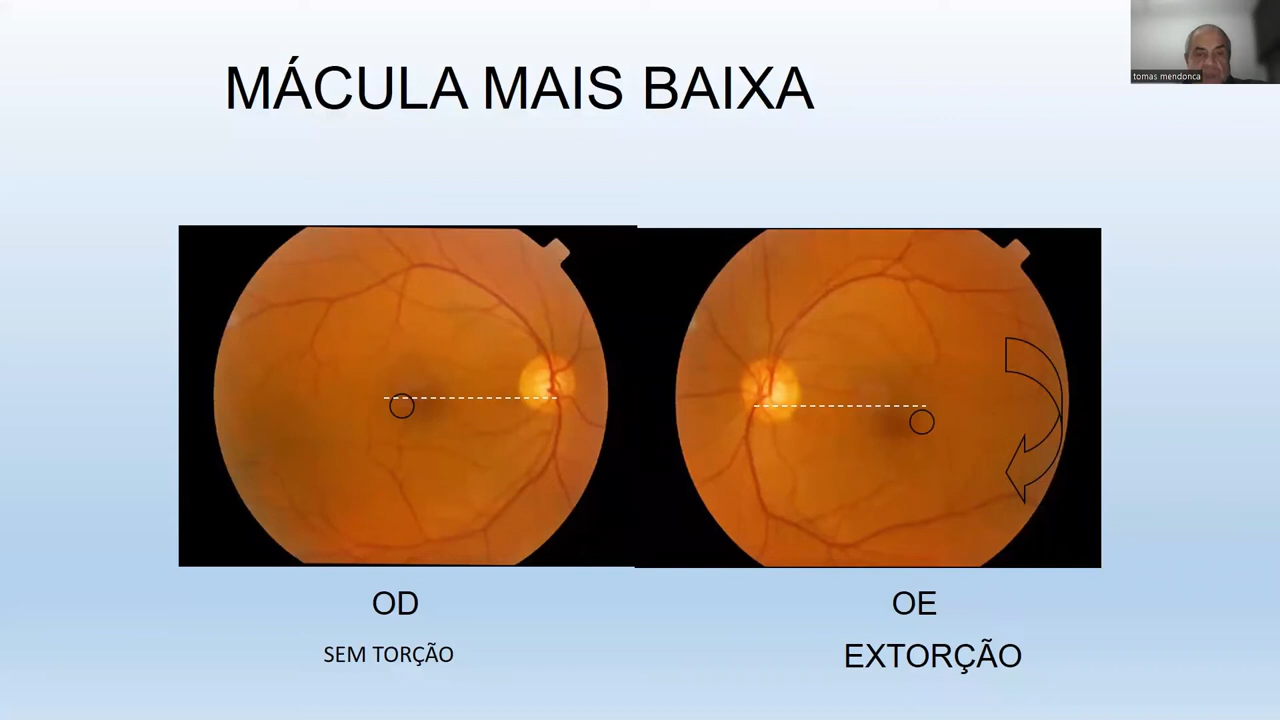 tomas mendonca
MÁCULA MAIS BAIXA
OD
OE
SEM TORÇÃO
EXTORÇÃO